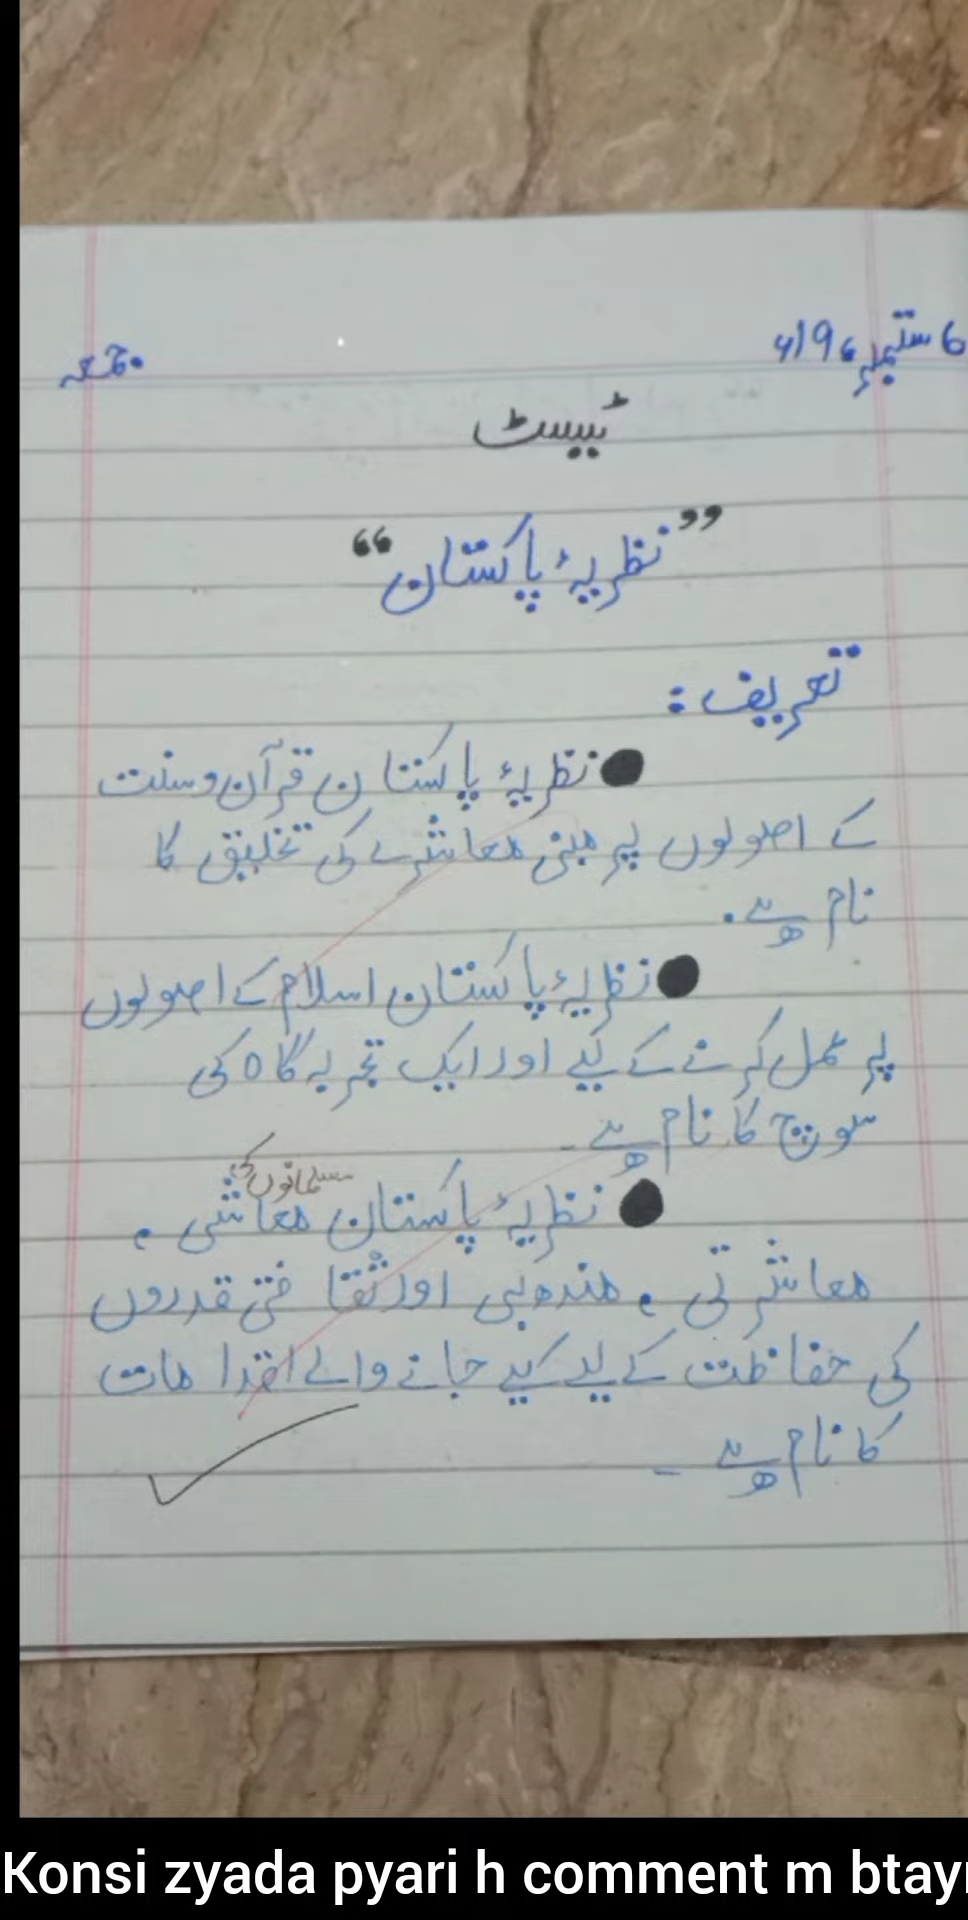 6 ستمبر 19ء
جمعہ
ٹیسٹ
”نظریۂ پاکستان“
تعریف :
● نظریۂ پاکستان قرآن و سنت
کے اصولوں پر مبنی معاشرے کی تخلیق کا
نام ہے۔
● نظریۂ پاکستان اسلام کے اصولوں
پر عمل کرنے کے لیے اور ایک تجربہ گاہ کی
سوچ کا نام ہے۔
مسلمانوں کی
● نظریۂ پاکستان معاشی ،
معاشرتی ، مذہبی اور ثقافتی قدروں
کی حفاظت کے لیے کیے جانے والے اقدامات
کا نام ہے ۔
Konsi zyada pyari h comment m btay